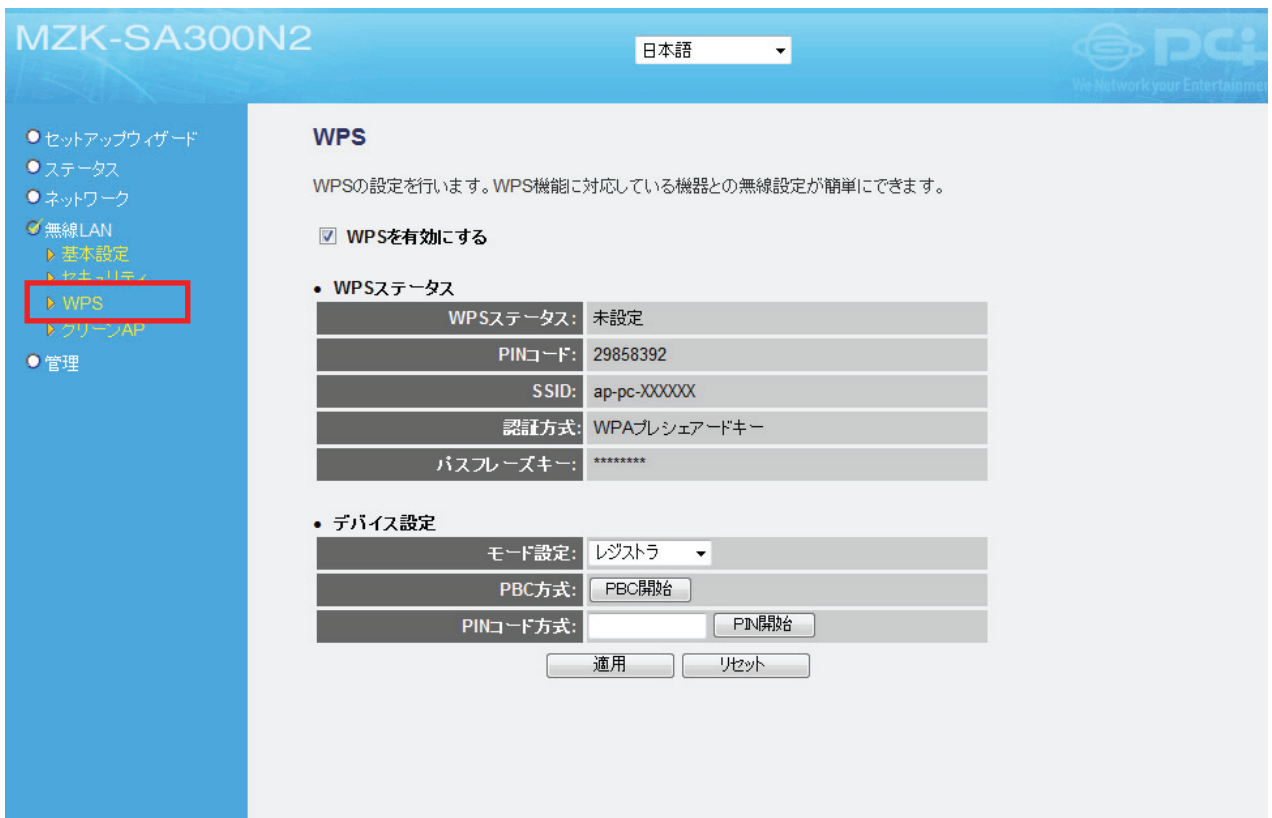 MZK-SA300N2
日本語
PCi
We Network your Entertainmen
セットアップウィザード
ステータス
ネットワーク
無線LAN
基本設定
セキュリティ
WPS
グリーンAP
管理
WPS
WPSの設定を行います。WPS機能に対応している機器との無線設定が簡単にできます。
WPSを有効にする
• WPSステータス
WPSステータス: 未設定
PINコード: 29858392
SSID: ap-pc-XXXXXX
認証方式: WPAプレシェアードキー
パスフレーズキー: ********
• デバイス設定
モード設定: レジストラ
PBC方式: PBC開始
PINコード方式: PIN開始
適用 リセット